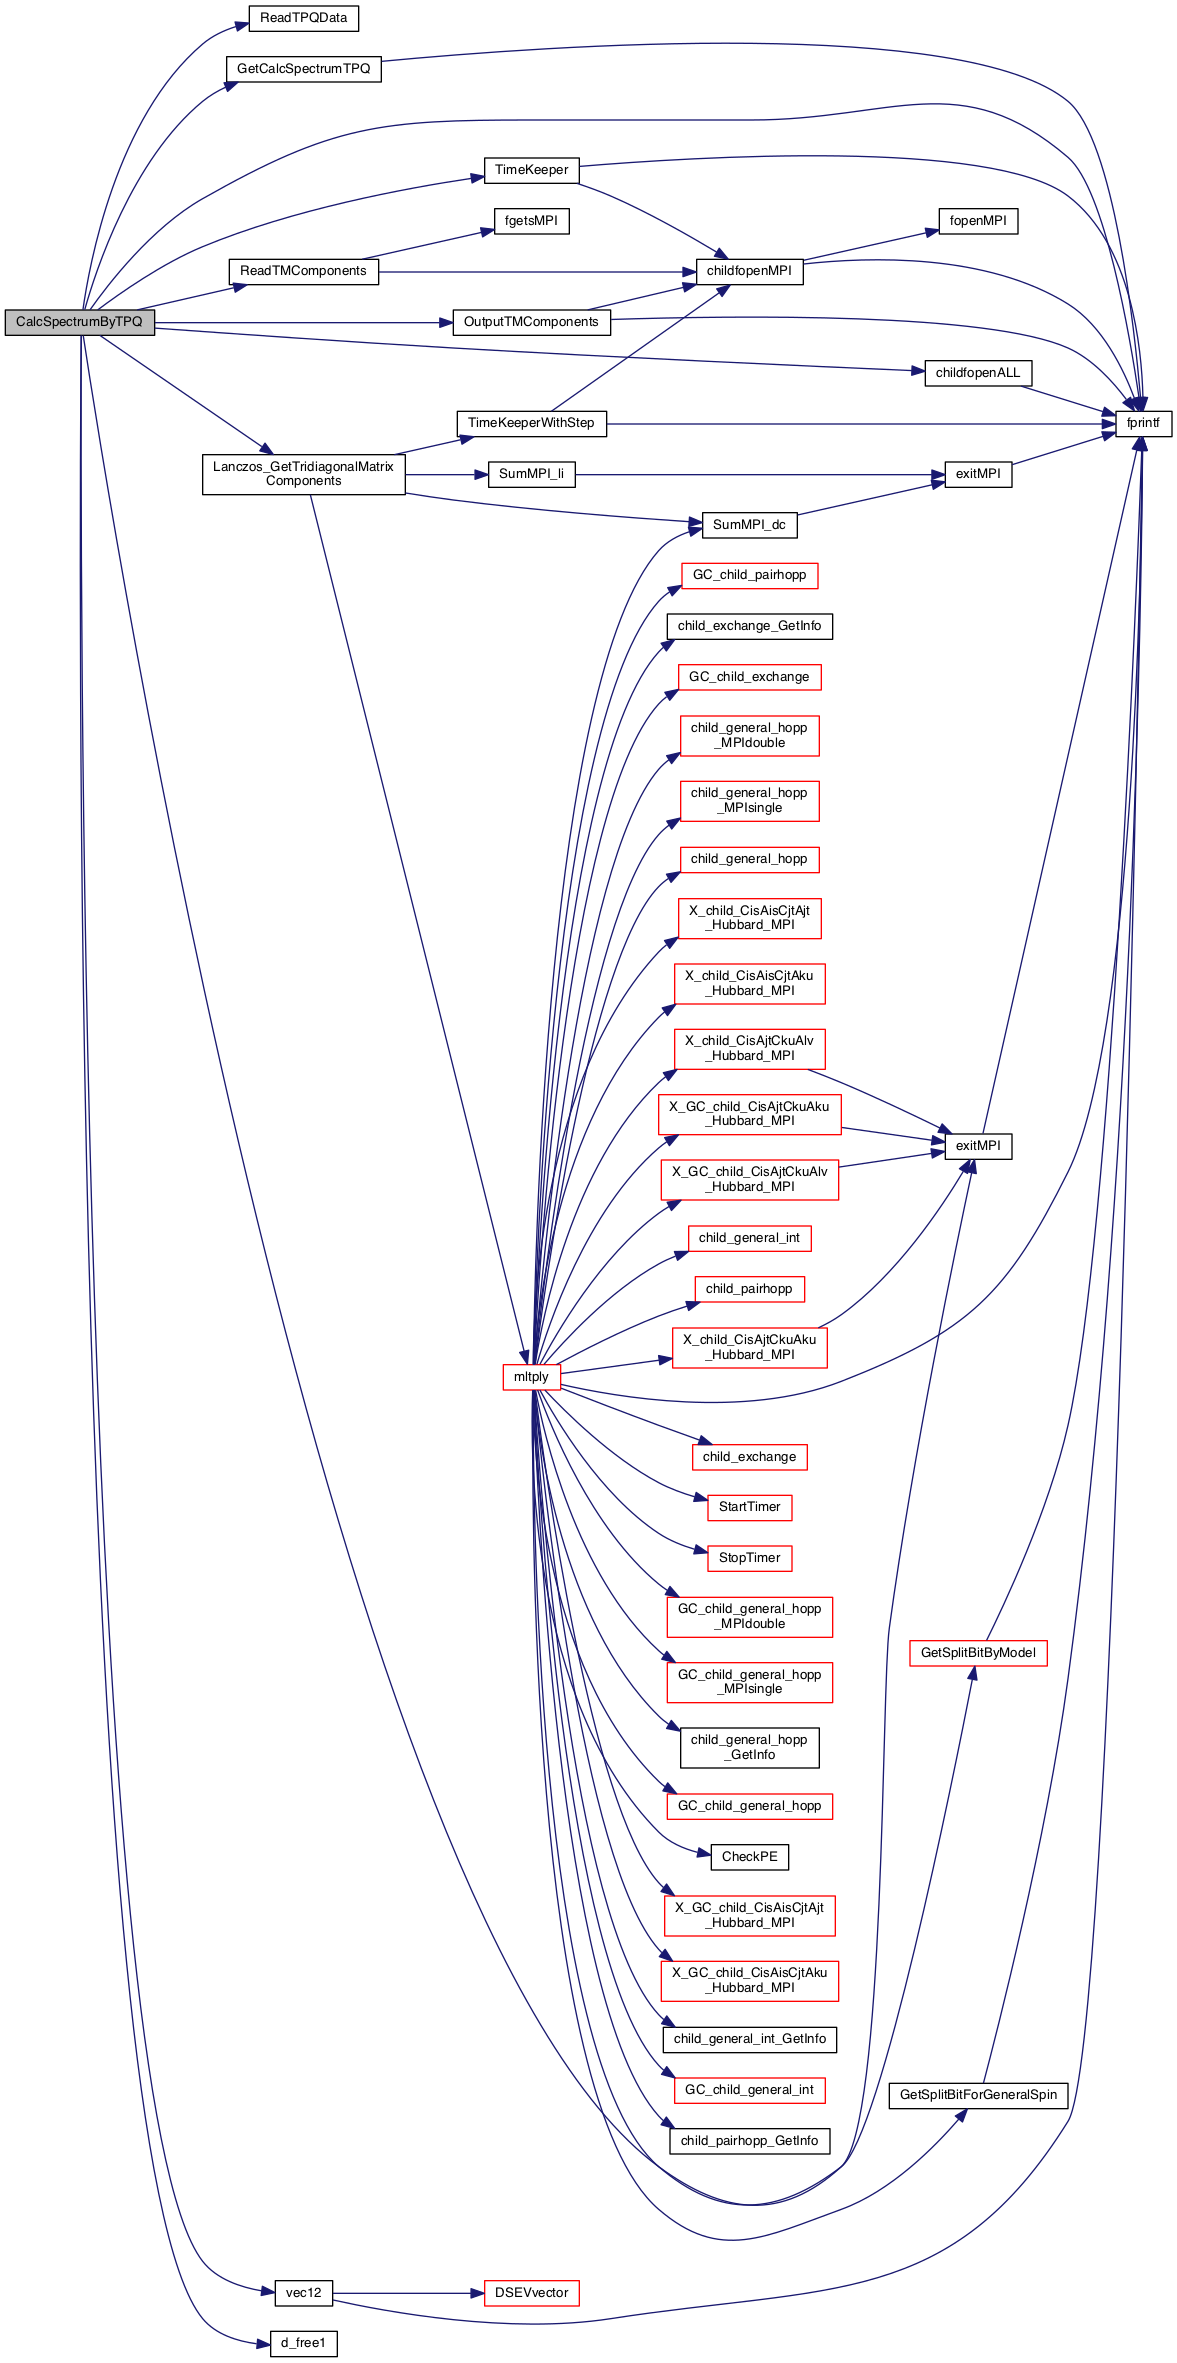 ReadTPQData
GetCalcSpectrumTPQ
TimeKeeper
fgetsMPI
fopenMPI
ReadTMComponents
childfopenMPI
CalcSpectrumByTPQ
OutputTMComponents
childfopenALL
TimeKeeperWithStep
fprintf
Lanczos_GetTridiagonalMatrix
Components
SumMPI_li
exitMPI
SumMPI_dc
GC_child_pairhopp
child_exchange_GetInfo
GC_child_exchange
child_general_hopp
_MPIdouble
child_general_hopp
_MPIsingle
child_general_hopp
X_child_CisAisCjtAjt
_Hubbard_MPI
X_child_CisAisCjtAku
_Hubbard_MPI
X_child_CisAjtCkuAlv
_Hubbard_MPI
X_GC_child_CisAjtCkuAku
_Hubbard_MPI
exitMPI
X_GC_child_CisAjtCkuAlv
_Hubbard_MPI
child_general_int
child_pairhopp
X_child_CisAjtCkuAku
_Hubbard_MPI
mltply
child_exchange
StartTimer
StopTimer
GC_child_general_hopp
_MPIdouble
GetSplitBitByModel
GC_child_general_hopp
_MPIsingle
child_general_hopp
_GetInfo
GC_child_general_hopp
CheckPE
X_GC_child_CisAisCjtAjt
_Hubbard_MPI
X_GC_child_CisAisCjtAku
_Hubbard_MPI
child_general_int_GetInfo
GC_child_general_int
GetSplitBitForGeneralSpin
child_pairhopp_GetInfo
vec12
DSEVvector
d_free1